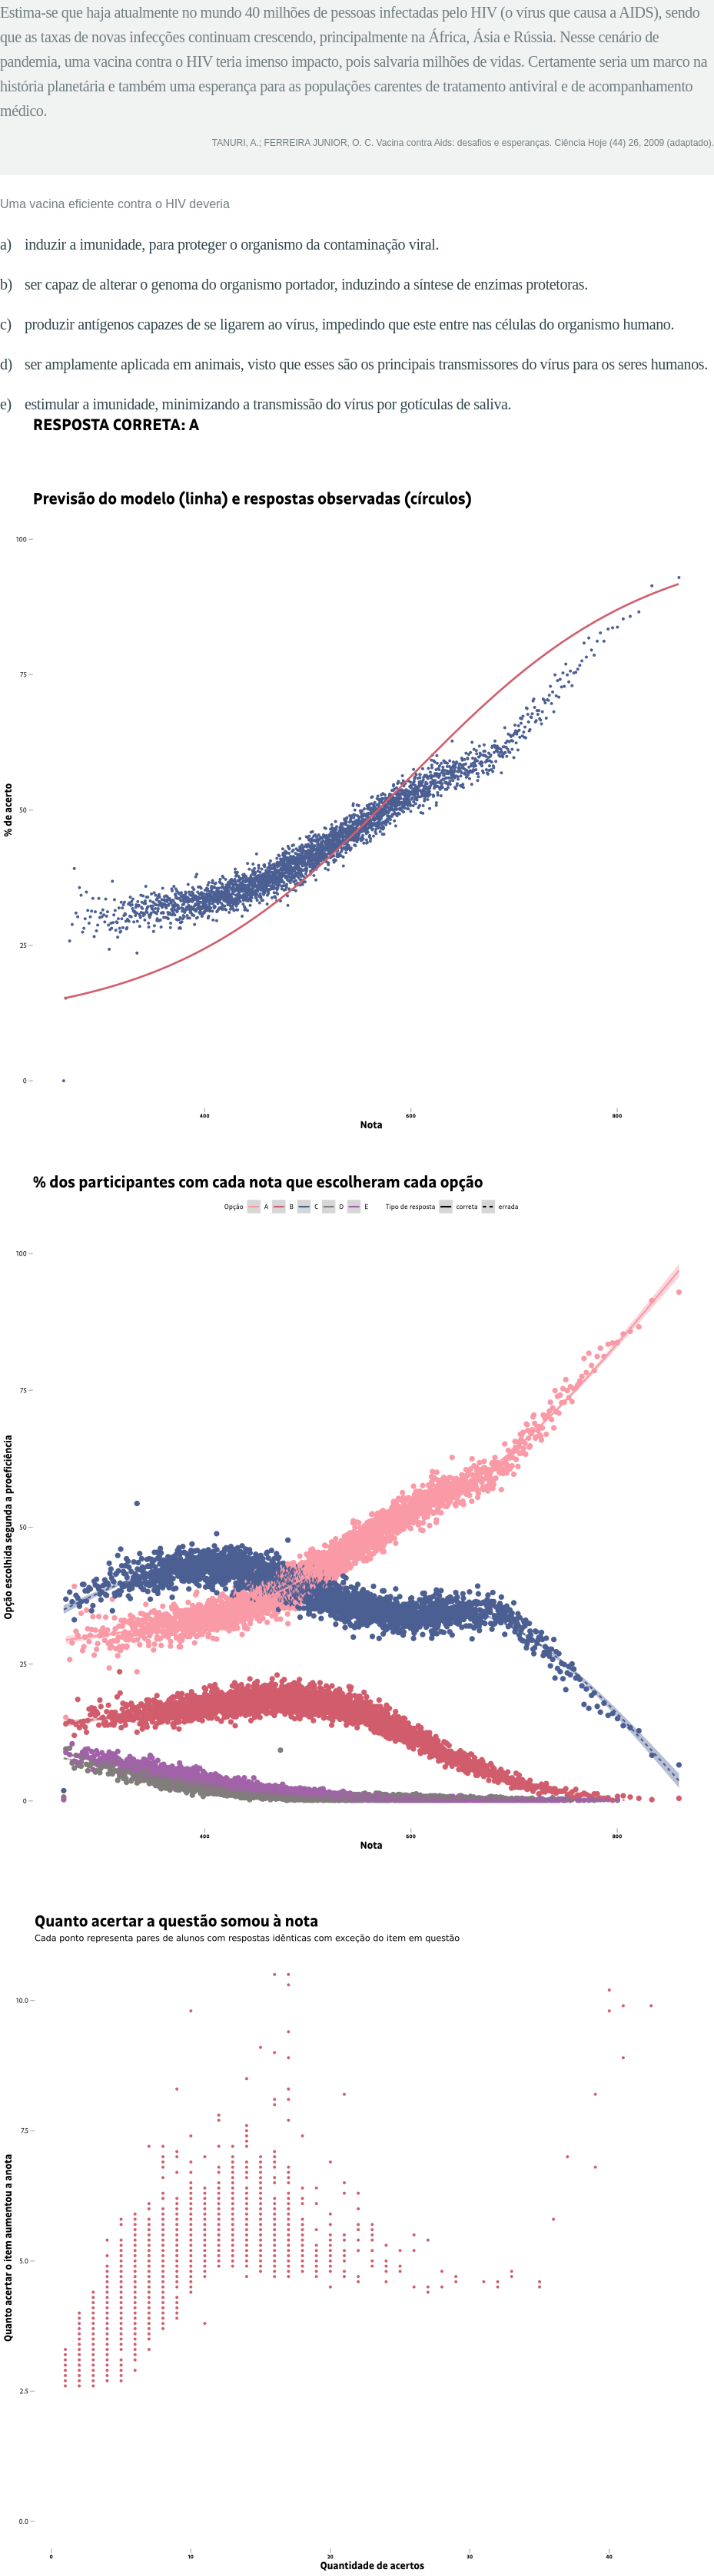 Estima-se que haja atualmente no mundo 40 milhões de pessoas infectadas pelo HIV (o vírus que causa a AIDS), sendo
que as taxas de novas infecções continuam crescendo, principalmente na África, Ásia e Rússia. Nesse cenário de
pandemia, uma vacina contra o HIV teria imenso impacto, pois salvaria milhões de vidas. Certamente seria um marco na
história planetária e também uma esperança para as populações carentes de tratamento antiviral e de acompanhamento
médico.
TANURI, A.; FERREIRA JUNIOR, O. C. Vacina contra Aids: desafios e esperanças. Ciência Hoje (44) 26, 2009 (adaptado).
Uma vacina eficiente contra o HIV deveria
a) induzir a imunidade, para proteger o organismo da contaminação viral.
b) ser capaz de alterar o genoma do organismo portador, induzindo a síntese de enzimas protetoras.
c) produzir antígenos capazes de se ligarem ao vírus, impedindo que este entre nas células do organismo humano.
d) ser amplamente aplicada em animais, visto que esses são os principais transmissores do vírus para os seres humanos.
e) estimular a imunidade, minimizando a transmissão do vírus por gotículas de saliva.
RESPOSTA CORRETA: A
Previsão do modelo (linha) e respostas observadas (círculos)
100
75
% de acerto
50
25
0
400 600 800
Nota
% dos participantes com cada nota que escolheram cada opção
Opção A B C D E Tipo de resposta correta errada
100
75
Opção escolhida segunda a proeficiência
50
25
0
400 600 800
Nota
Quanto acertar a questão somou à nota
Cada ponto representa pares de alunos com respostas idênticas com exceção do item em questão
10.0
7.5
Quanto acertar o item aumentou a anota
5.0
2.5
0.0
0 10 20 30 40
Quantidade de acertos